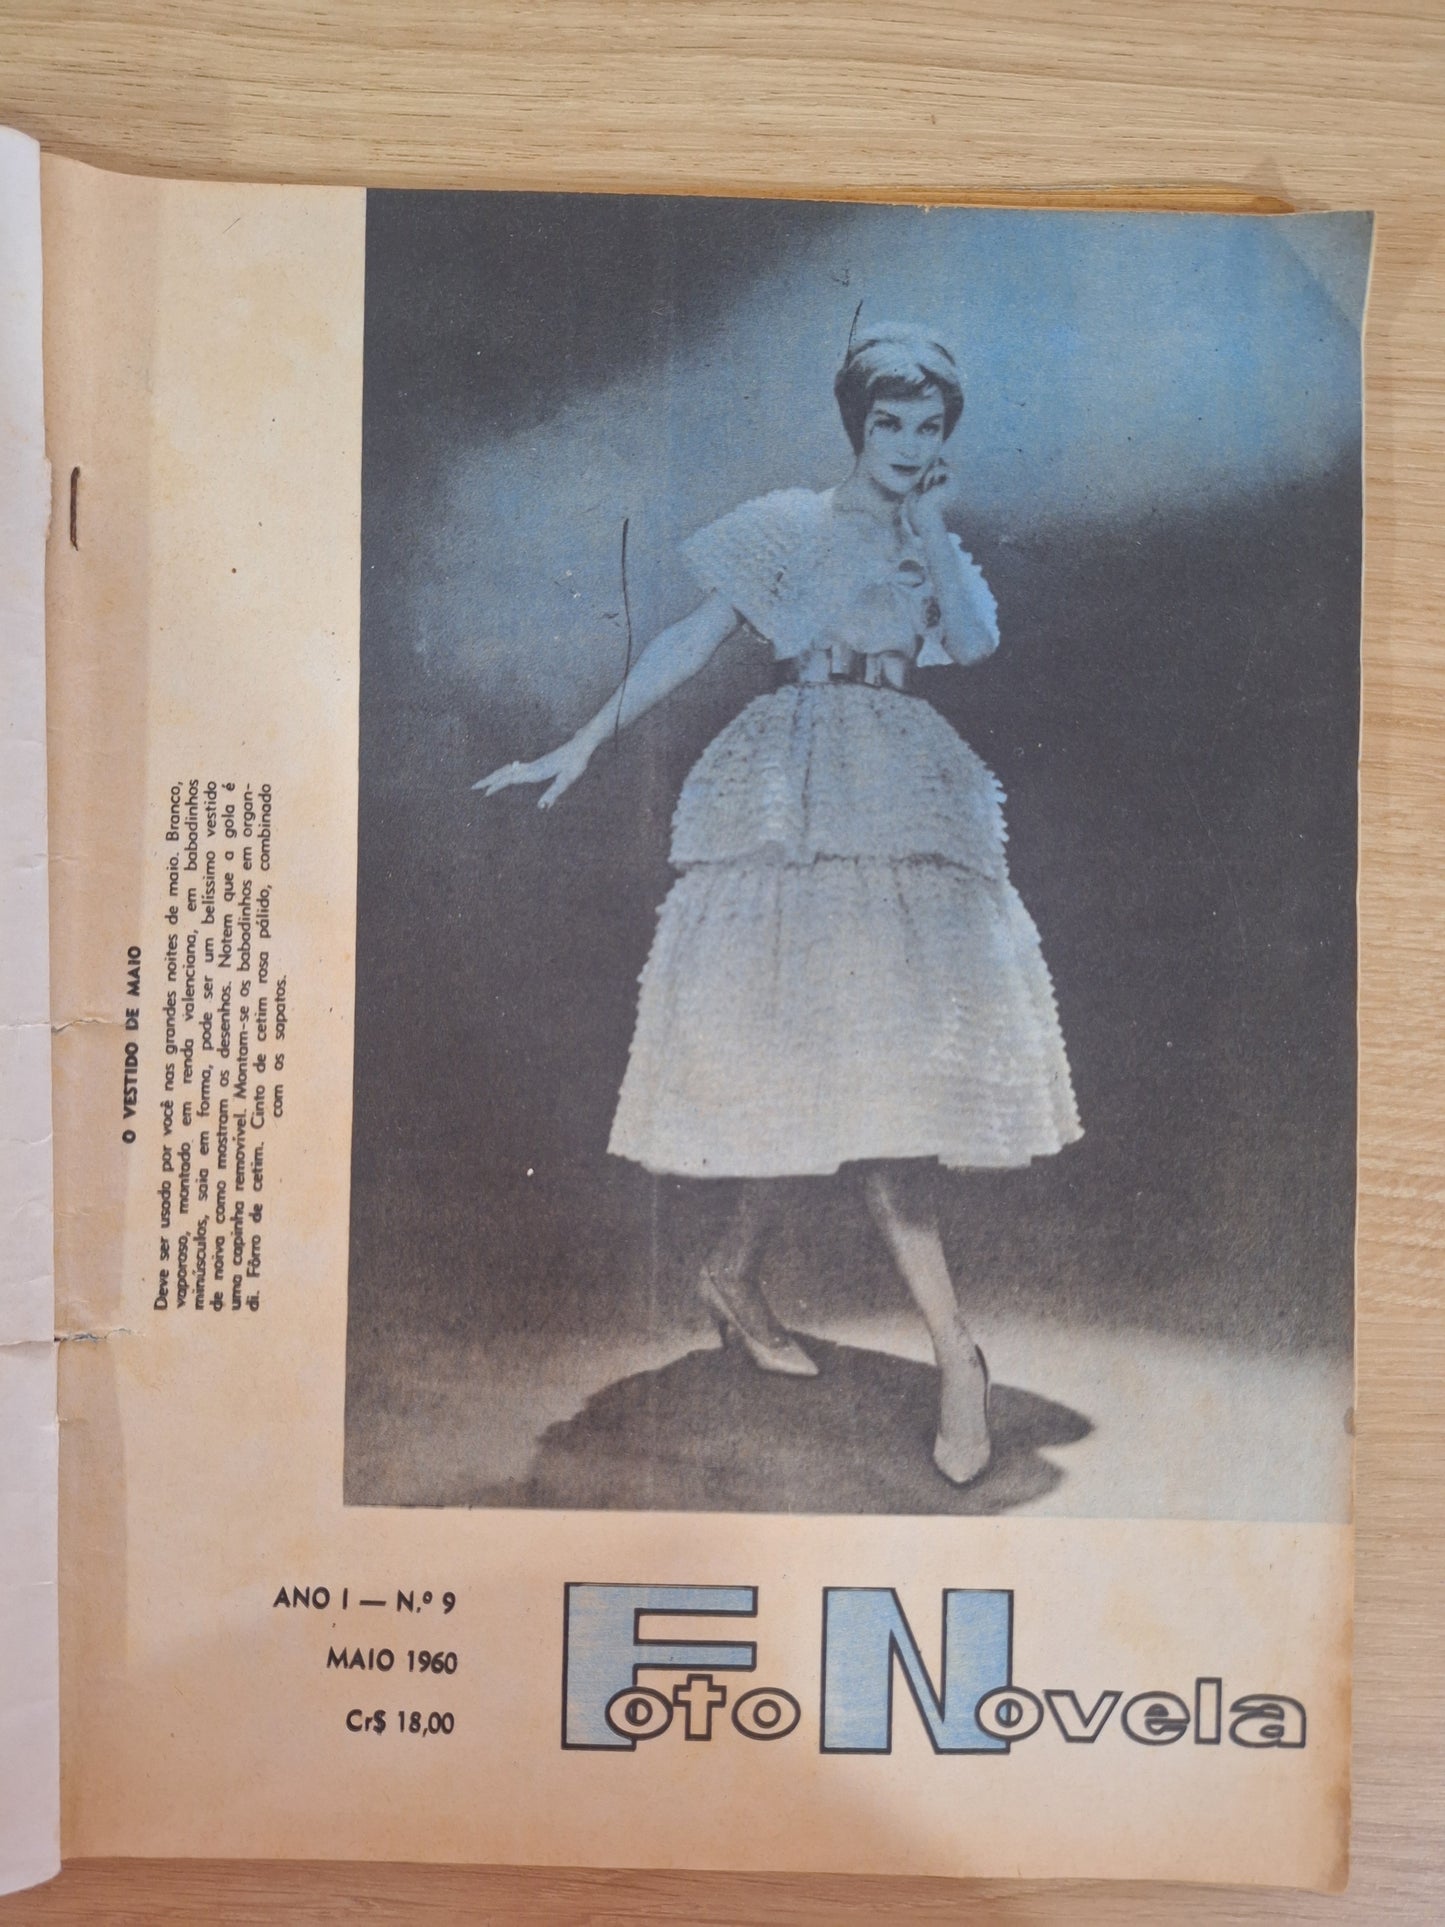 O VESTIDO DE MAIO
Deve ser usado por você nas grandes noites de maio. Branco,
vaporoso, montado em renda valenciana, em babadinhos
minúsculos, saia em forma, pode ser um belíssimo vestido
de noiva como mostram os desenhos. Notem que a gola é
uma capinha removível. Montam-se os babadinhos em organ-
di. Fôrro de cetim. Cinto de cetim rosa pálido, combinado
com os sapatos.
ANO I — N.º 9
MAIO 1960
Cr$ 18,00
Foto Novela